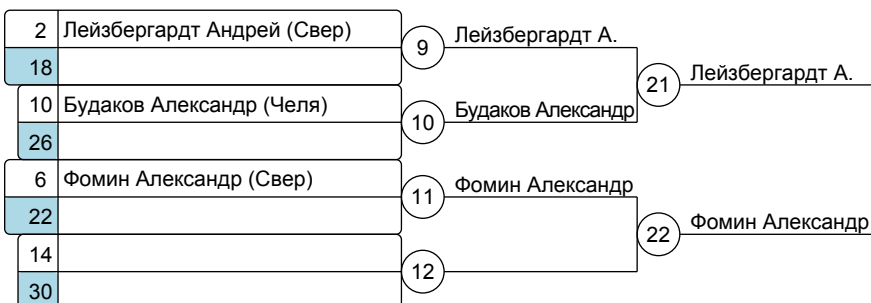 2 Лейзбергардт Андрей (Свер)
18
9 Лейзбергардт А.
10 Будаков Александр (Челя)
26
10 Будаков Александр
21 Лейзбергардт А.
6 Фомин Александр (Свер)
22
11 Фомин Александр
14
30
12
22 Фомин Александр